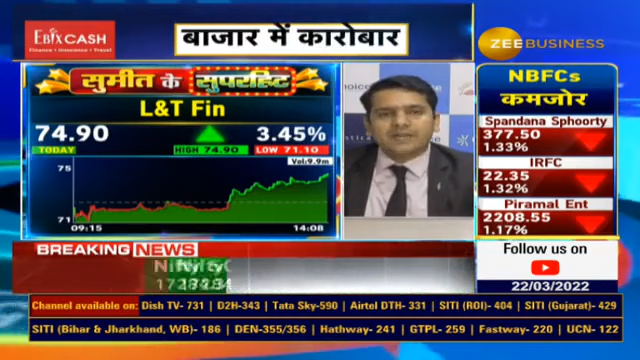 EBIXCASH
Finance • Insurance • Travel
बाजार में कारोबार
ZEE BUSINESS
सुमीत के सुपरहिट
L&T Fin
74.90 3.45%
TODAY HIGH 74.90 LOW 71.10
Vol:9.9m
75
71
09:15 14:08
NBFCs
कमजोर
Spandana Sphoorty
377.50
1.33%
IRFC
22.35
1.32%
Piramal Ent
2208.55
1.17%
BREAKING NEWS
Follow us on
22/03/2022
Channel available on: Dish TV- 731 | D2H-343 | Tata Sky-590 | Airtel DTH- 331 | SITI (ROI)- 404 | SITI (Gujarat)- 429
SITI (Bihar & Jharkhand, WB)- 186 | DEN-355/356 | Hathway- 241 | GTPL- 259 | Fastway- 220 | UCN- 122